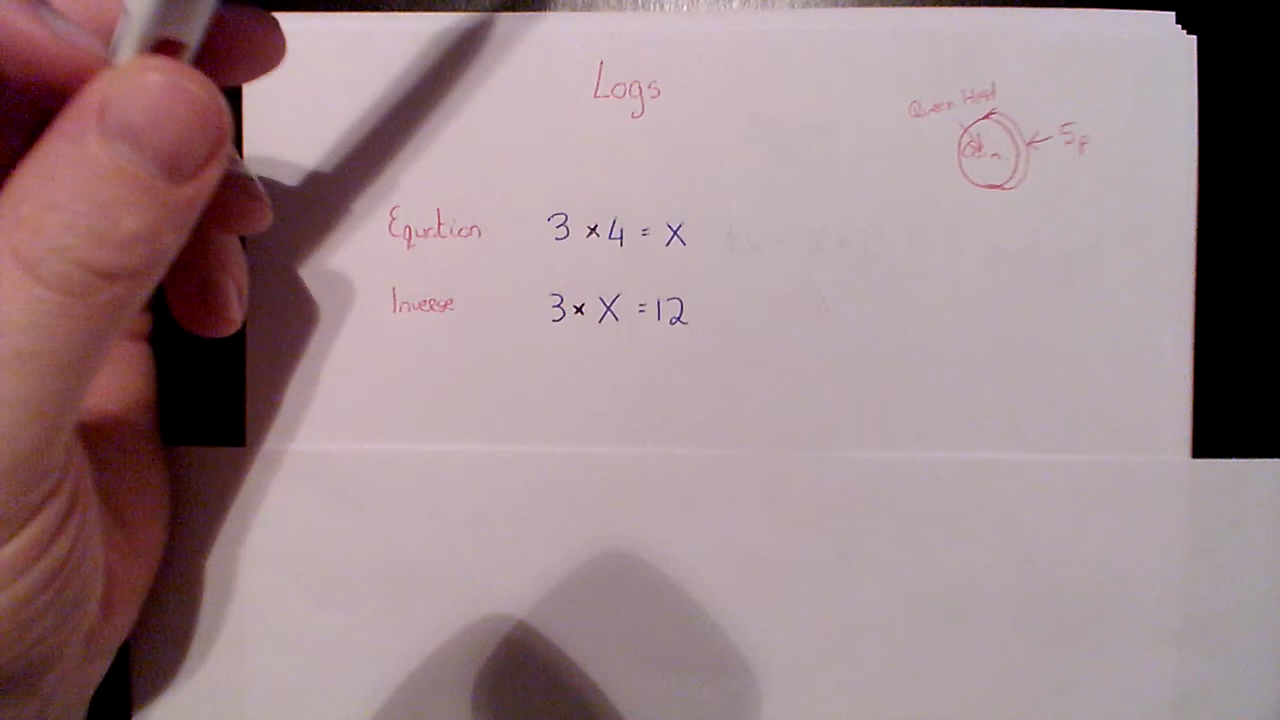 Logs
Queen Head
5p
Equation 3 × 4 = x
Inverse 3 × x = 12